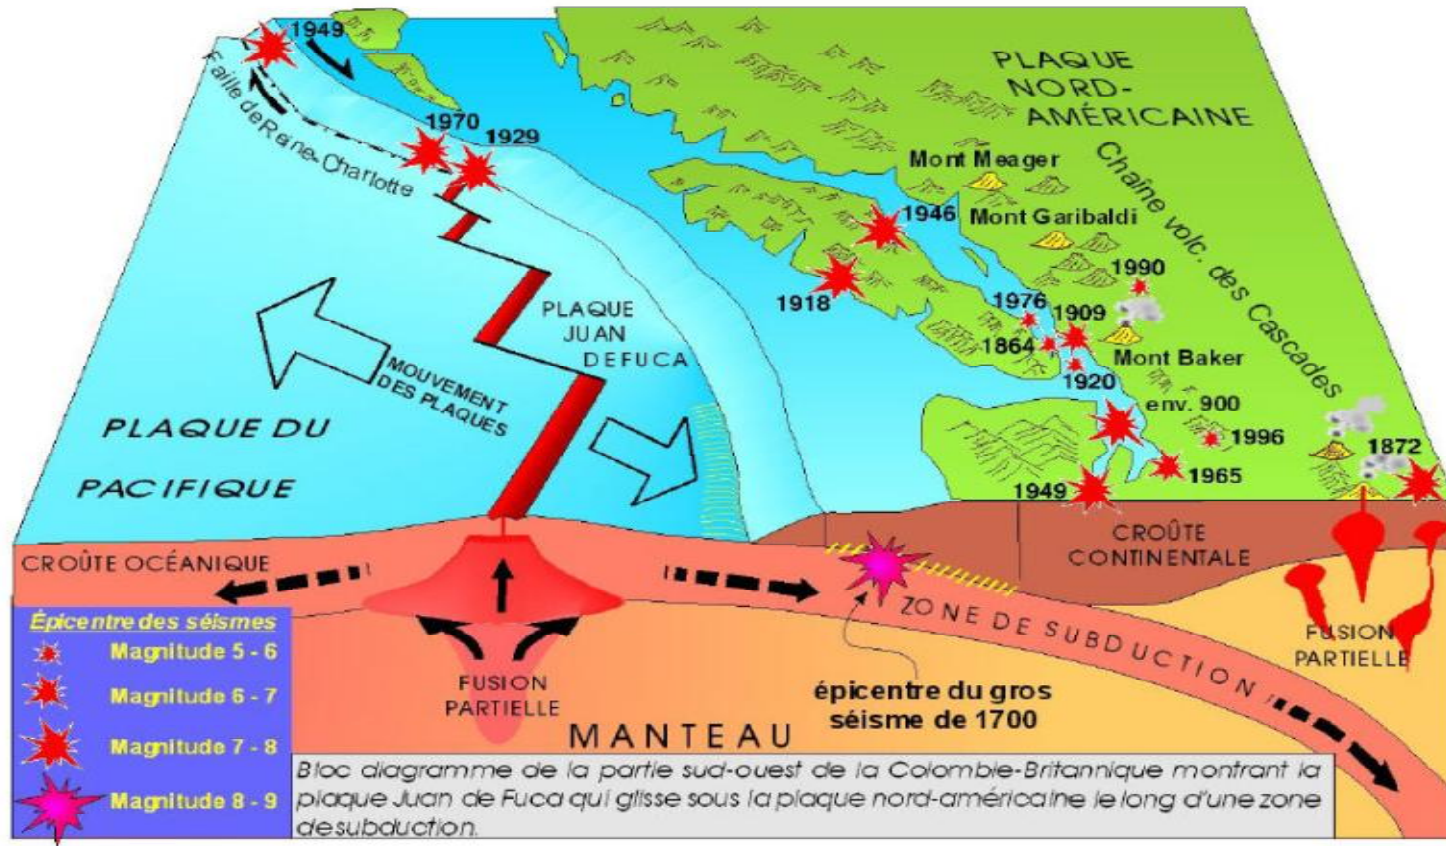 1949
Faille de Reine-Charlotte
1970
1929
PLAQUE
NORD-
AMÉRICAINE
Chaîne volc. des Cascades
Mont Meager
1946
Mont Garibaldi
1918
1990
1976
1909
1864
Mont Baker
1920
env. 900
1996
1872
1965
1949
PLAQUE
JUAN
DE FUCA
MOUVEMENT
DES PLAQUES
PLAQUE DU
PACIFIQUE
CROÛTE OCÉANIQUE
CROÛTE
CONTINENTALE
ZONE DE SUBDUCTION
FUSION
PARTIELLE
FUSION
PARTIELLE
épicentre du gros
séisme de 1700
MANTEAU
Épicentre des séismes
Magnitude 5 - 6
Magnitude 6 - 7
Magnitude 7 - 8
Magnitude 8 - 9
Bloc diagramme de la partie sud-ouest de la Colombie-Britannique montrant la
plaque Juan de Fuca qui glisse sous la plaque nord-américaine le long d'une zone
de subduction.